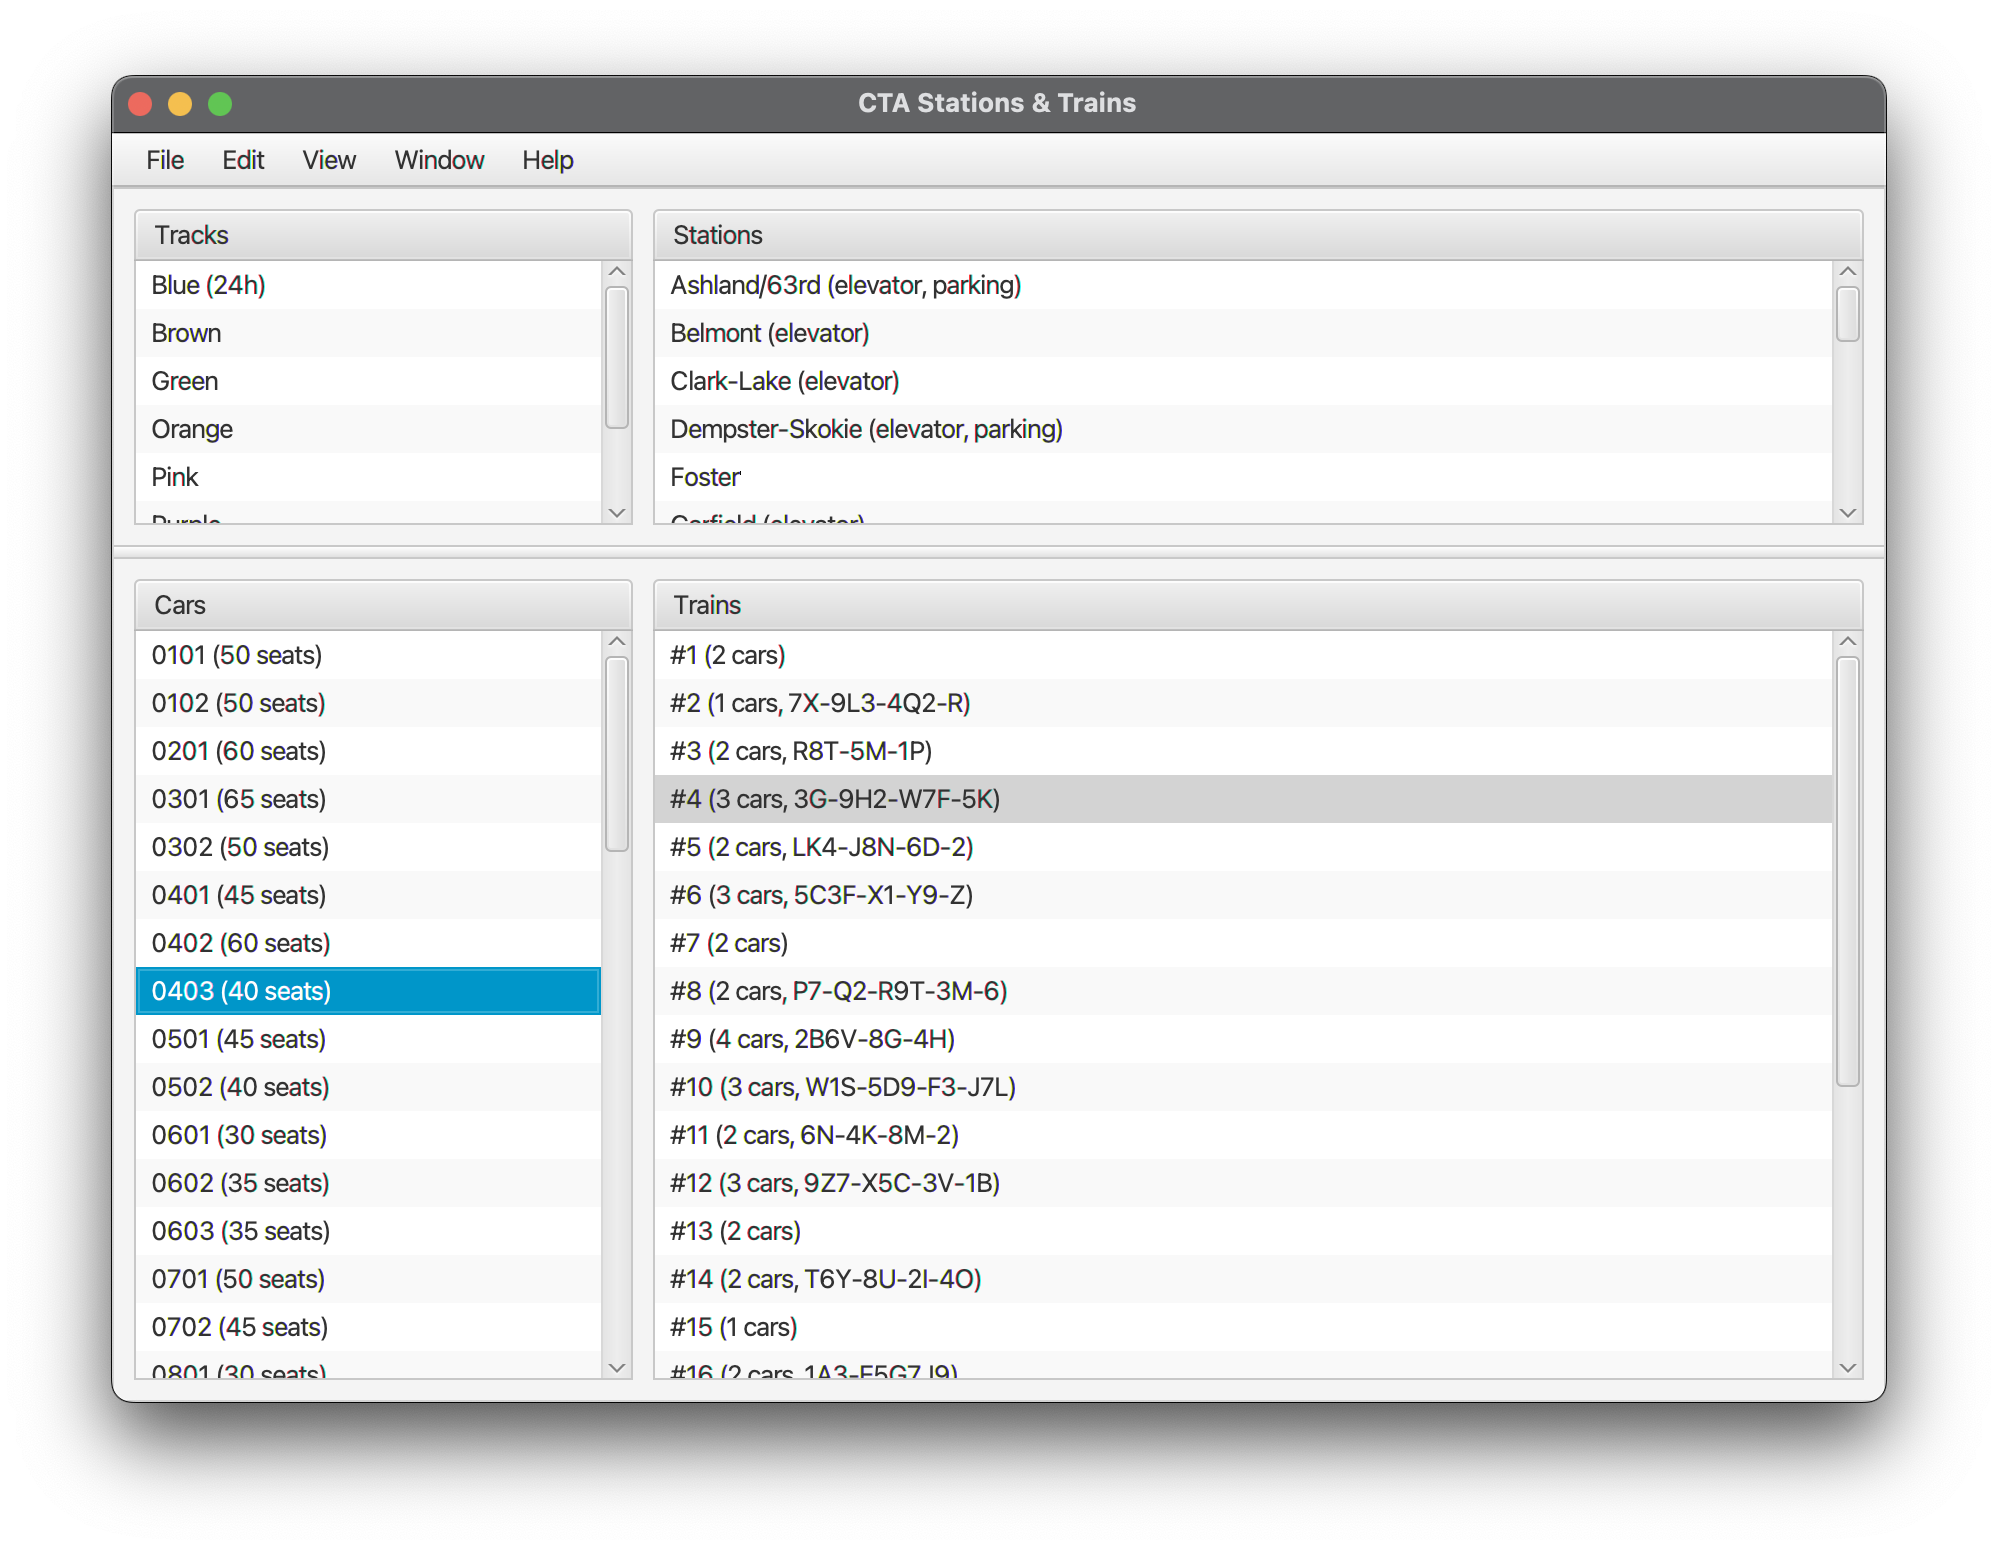 CTA Stations & Trains
File Edit View Window Help
Tracks
Blue (24h)
Brown
Green
Orange
Pink
Purple
Stations
Ashland/63rd (elevator, parking)
Belmont (elevator)
Clark-Lake (elevator)
Dempster-Skokie (elevator, parking)
Foster
Garfield (elevator)
Cars
0101 (50 seats)
0102 (50 seats)
0201 (60 seats)
0301 (65 seats)
0302 (50 seats)
0401 (45 seats)
0402 (60 seats)
0403 (40 seats)
0501 (45 seats)
0502 (40 seats)
0601 (30 seats)
0602 (35 seats)
0603 (35 seats)
0701 (50 seats)
0702 (45 seats)
0801 (30 seats)
Trains
#1 (2 cars)
#2 (1 cars, 7X-9L3-4Q2-R)
#3 (2 cars, R8T-5M-1P)
#4 (3 cars, 3G-9H2-W7F-5K)
#5 (2 cars, LK4-J8N-6D-2)
#6 (3 cars, 5C3F-X1-Y9-Z)
#7 (2 cars)
#8 (2 cars, P7-Q2-R9T-3M-6)
#9 (4 cars, 2B6V-8G-4H)
#10 (3 cars, W1S-5D9-F3-J7L)
#11 (2 cars, 6N-4K-8M-2)
#12 (3 cars, 9Z7-X5C-3V-1B)
#13 (2 cars)
#14 (2 cars, T6Y-8U-2I-4O)
#15 (1 cars)
#16 (2 cars,